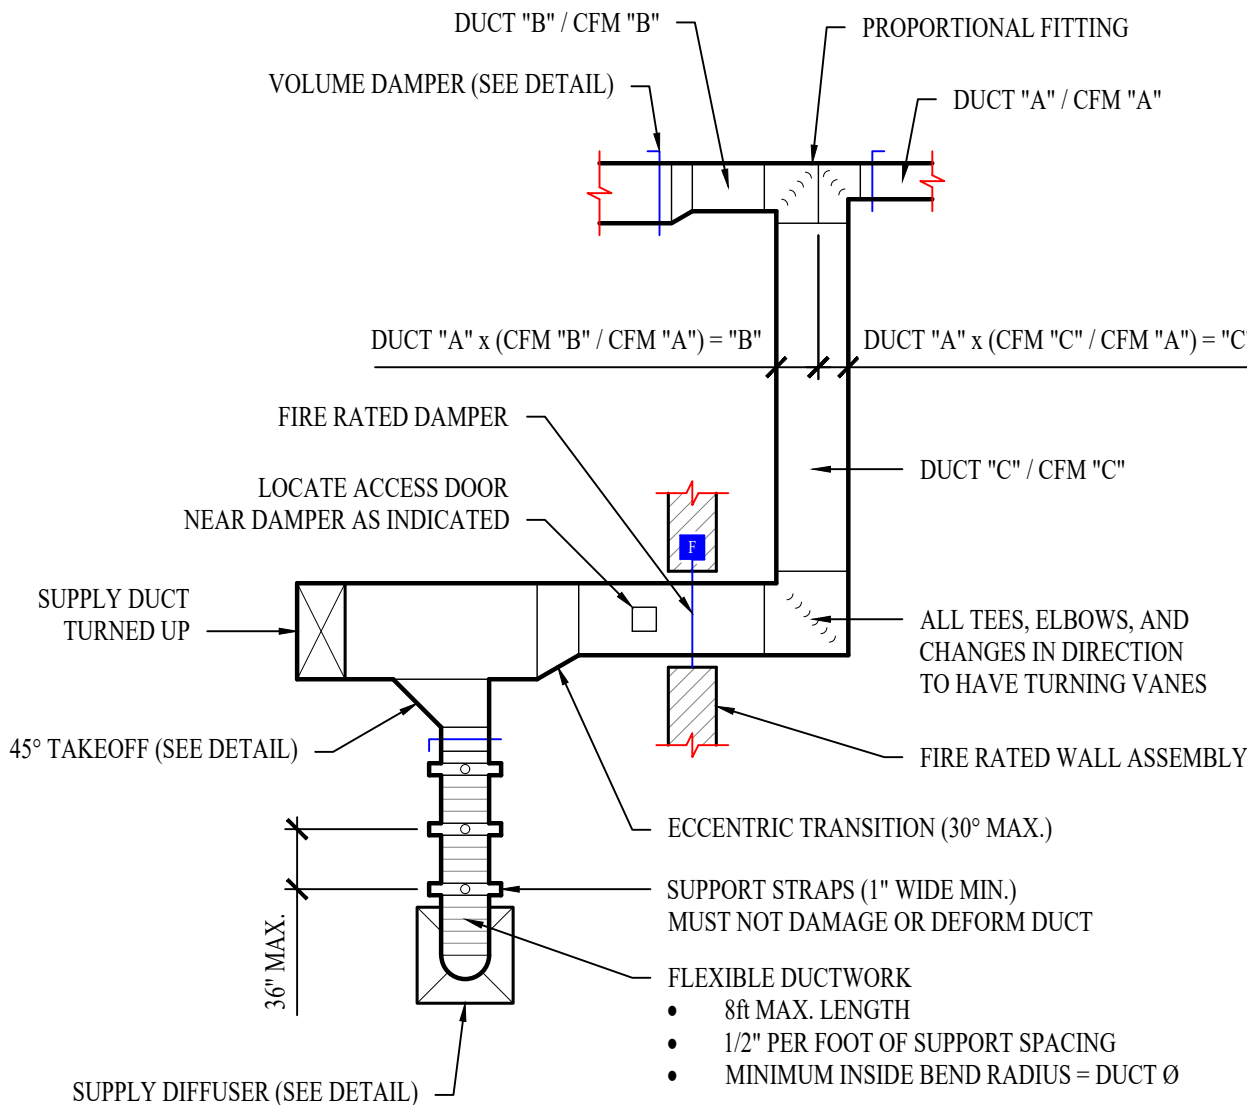 DUCT "B" / CFM "B"
PROPORTIONAL FITTING
VOLUME DAMPER (SEE DETAIL)
DUCT "A" / CFM "A"
DUCT "A" x (CFM "B" / CFM "A") = "B"
DUCT "A" x (CFM "C" / CFM "A") = "C"
FIRE RATED DAMPER
DUCT "C" / CFM "C"
LOCATE ACCESS DOOR
NEAR DAMPER AS INDICATED
F
SUPPLY DUCT
TURNED UP
ALL TEES, ELBOWS, AND
CHANGES IN DIRECTION
TO HAVE TURNING VANES
45° TAKEOFF (SEE DETAIL)
FIRE RATED WALL ASSEMBLY
ECCENTRIC TRANSITION (30° MAX.)
36" MAX.
SUPPORT STRAPS (1" WIDE MIN.)
MUST NOT DAMAGE OR DEFORM DUCT
FLEXIBLE DUCTWORK
• 8ft MAX. LENGTH
• 1/2" PER FOOT OF SUPPORT SPACING
• MINIMUM INSIDE BEND RADIUS = DUCT Ø
SUPPLY DIFFUSER (SEE DETAIL)